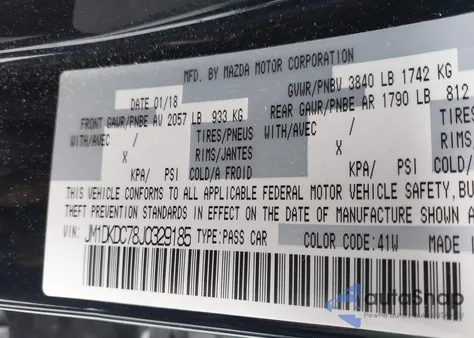 MFD. BY MAZDA MOTOR CORPORATION
DATE 01/18 GVWR/PNBV 3840 LB 1742 KG
FRONT GAWR/PNBE AV 2057 LB 933 KG REAR GAWR/PNBE AR 1790 LB 812
WITH/AVEC / TIRES/PNEUS WITH/AVEC /
X RIMS/JANTES X
KPA/ PSI COLD/A FROID KPA/ PSI COLD/A
THIS VEHICLE CONFORMS TO ALL APPLICABLE FEDERAL MOTOR VEHICLE SAFETY, BU
THEFT PREVENTION STANDARDS IN EFFECT ON THE DATE OF MANUFACTURE SHOWN A
VIN: JM1DKDC78J0329185 TYPE:PASS CAR COLOR CODE:41W MADE
autoShop